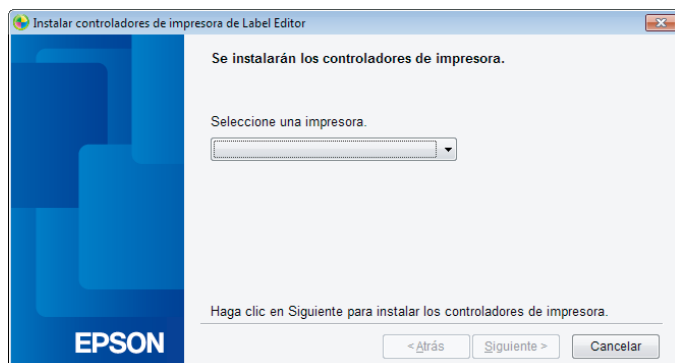 Instalar controladores de impresora de Label Editor
Se instalarán los controladores de impresora.
Seleccione una impresora.
Haga clic en Siguiente para instalar los controladores de impresora.
EPSON
< Atrás
Siguiente >
Cancelar